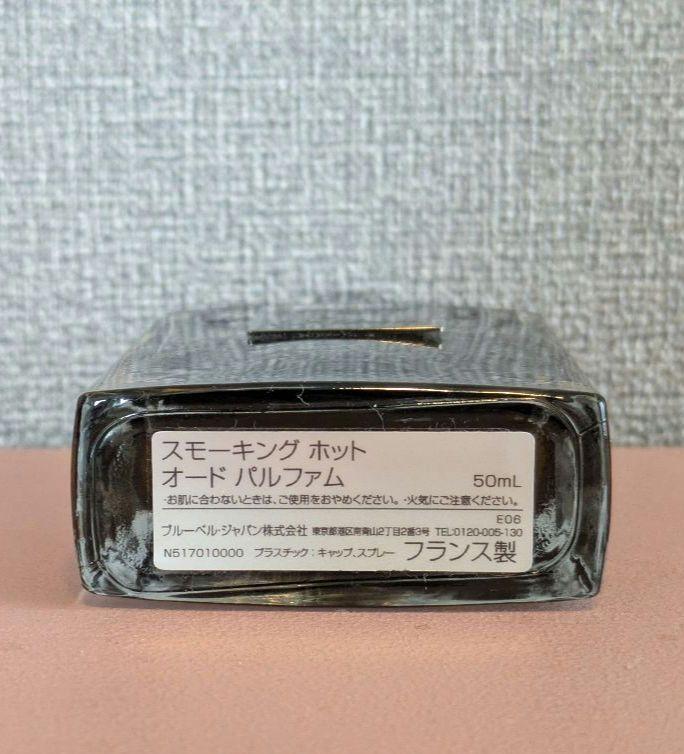 スモーキング ホット
オード パルファム 50mL
・お肌に合わないときは、ご使用をおやめください。・火気にご注意ください。
E06
ブルーベル・ジャパン株式会社 東京都港区南青山2丁目2番3号 TEL:0120-005-130
N517010000 プラスチック：キャップ、スプレー フランス製